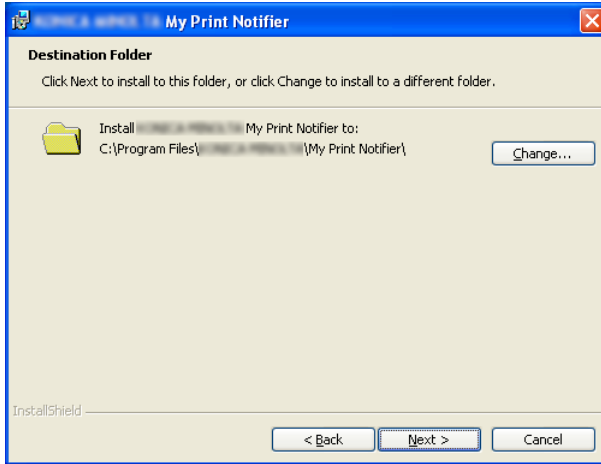 My Print Notifier
Destination Folder
Click Next to install to this folder, or click Change to install to a different folder.
Install My Print Notifier to:
C:\Program Files\ \My Print Notifier\
Change...
InstallShield
< Back
Next >
Cancel